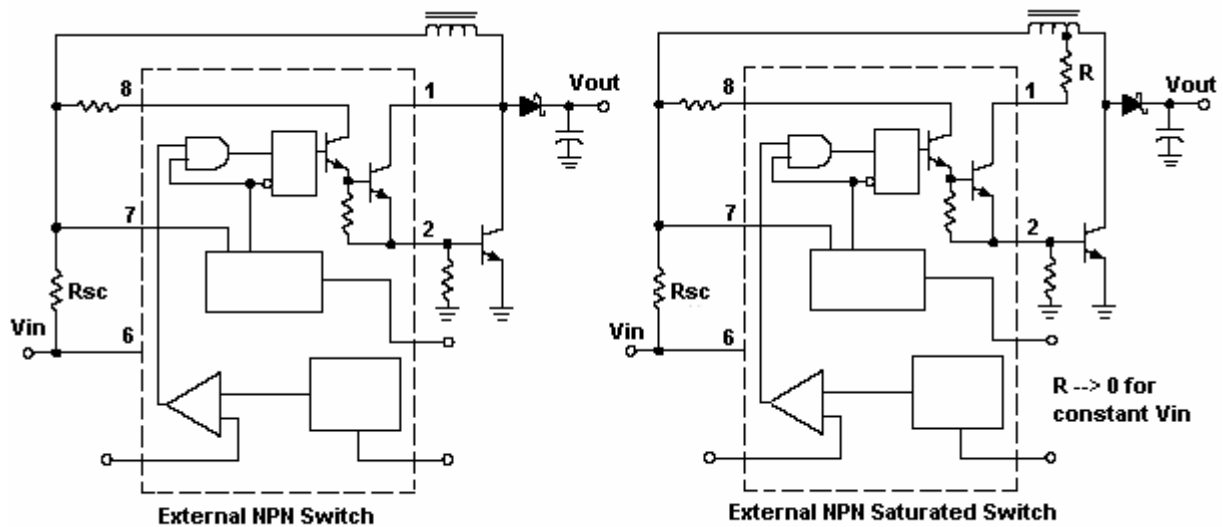 8
1
Vout
7
2
Rsc
Vin
6
External NPN Switch
R
8
1
Vout
7
2
Rsc
Vin
6
R --> 0 for
constant Vin
External NPN Saturated Switch